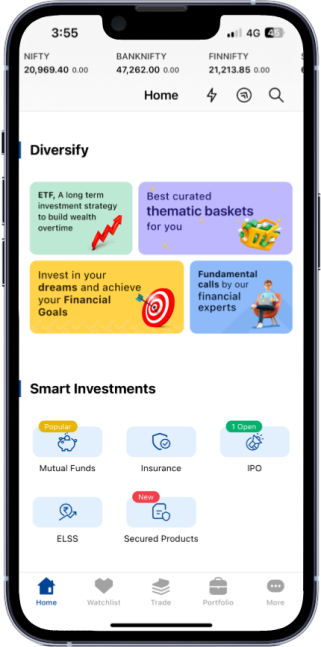 3:55
4G 45
NIFTY BANKNIFTY FINNIFTY
20,969.40 0.00 47,262.00 0.00 21,213.85 0.00
Home
Diversify
ETF, A long term
investment strategy
to build wealth
overtime
Best curated
thematic baskets
for you
Invest in your
dreams and achieve
your Financial
Goals
Fundamental
calls by our
financial
experts
Smart Investments
Popular
1 Open
Mutual Funds Insurance IPO
New
ELSS Secured Products
Home Watchlist Trade Portfolio More